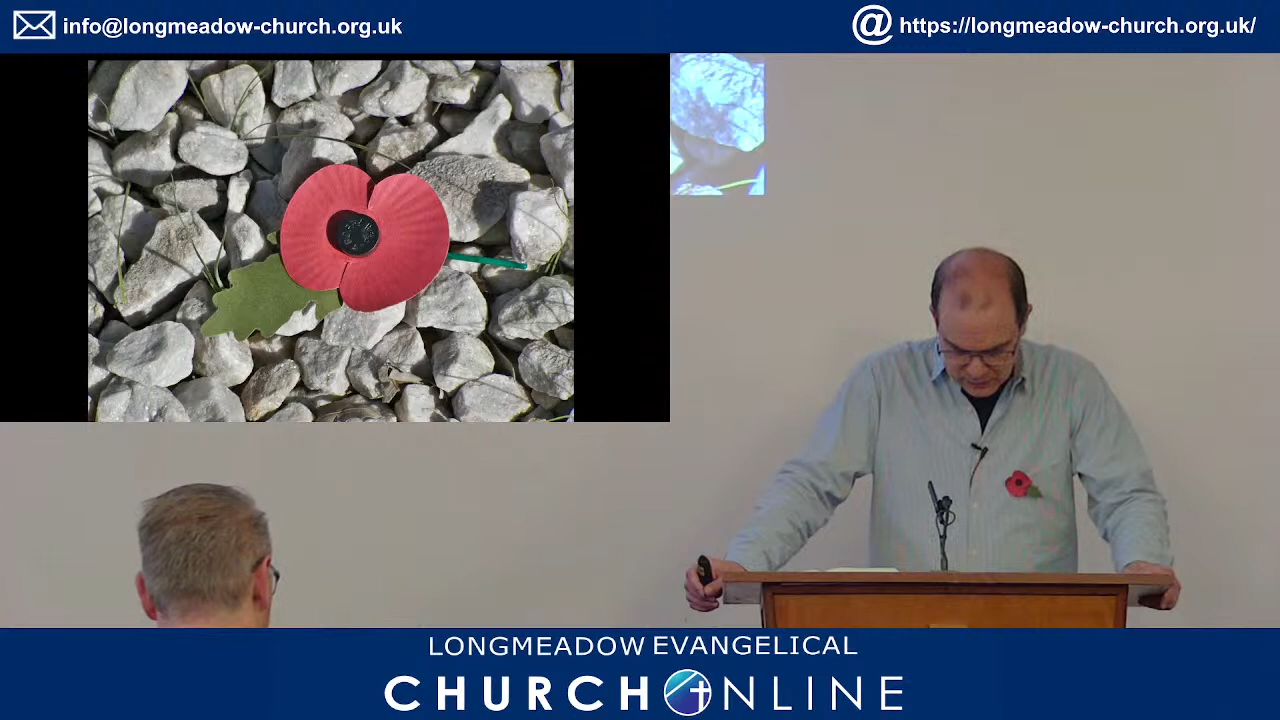 info@longmeadow-church.org.uk
https://longmeadow-church.org.uk/
LONGMEADOW EVANGELICAL
CHURCH ONLINE